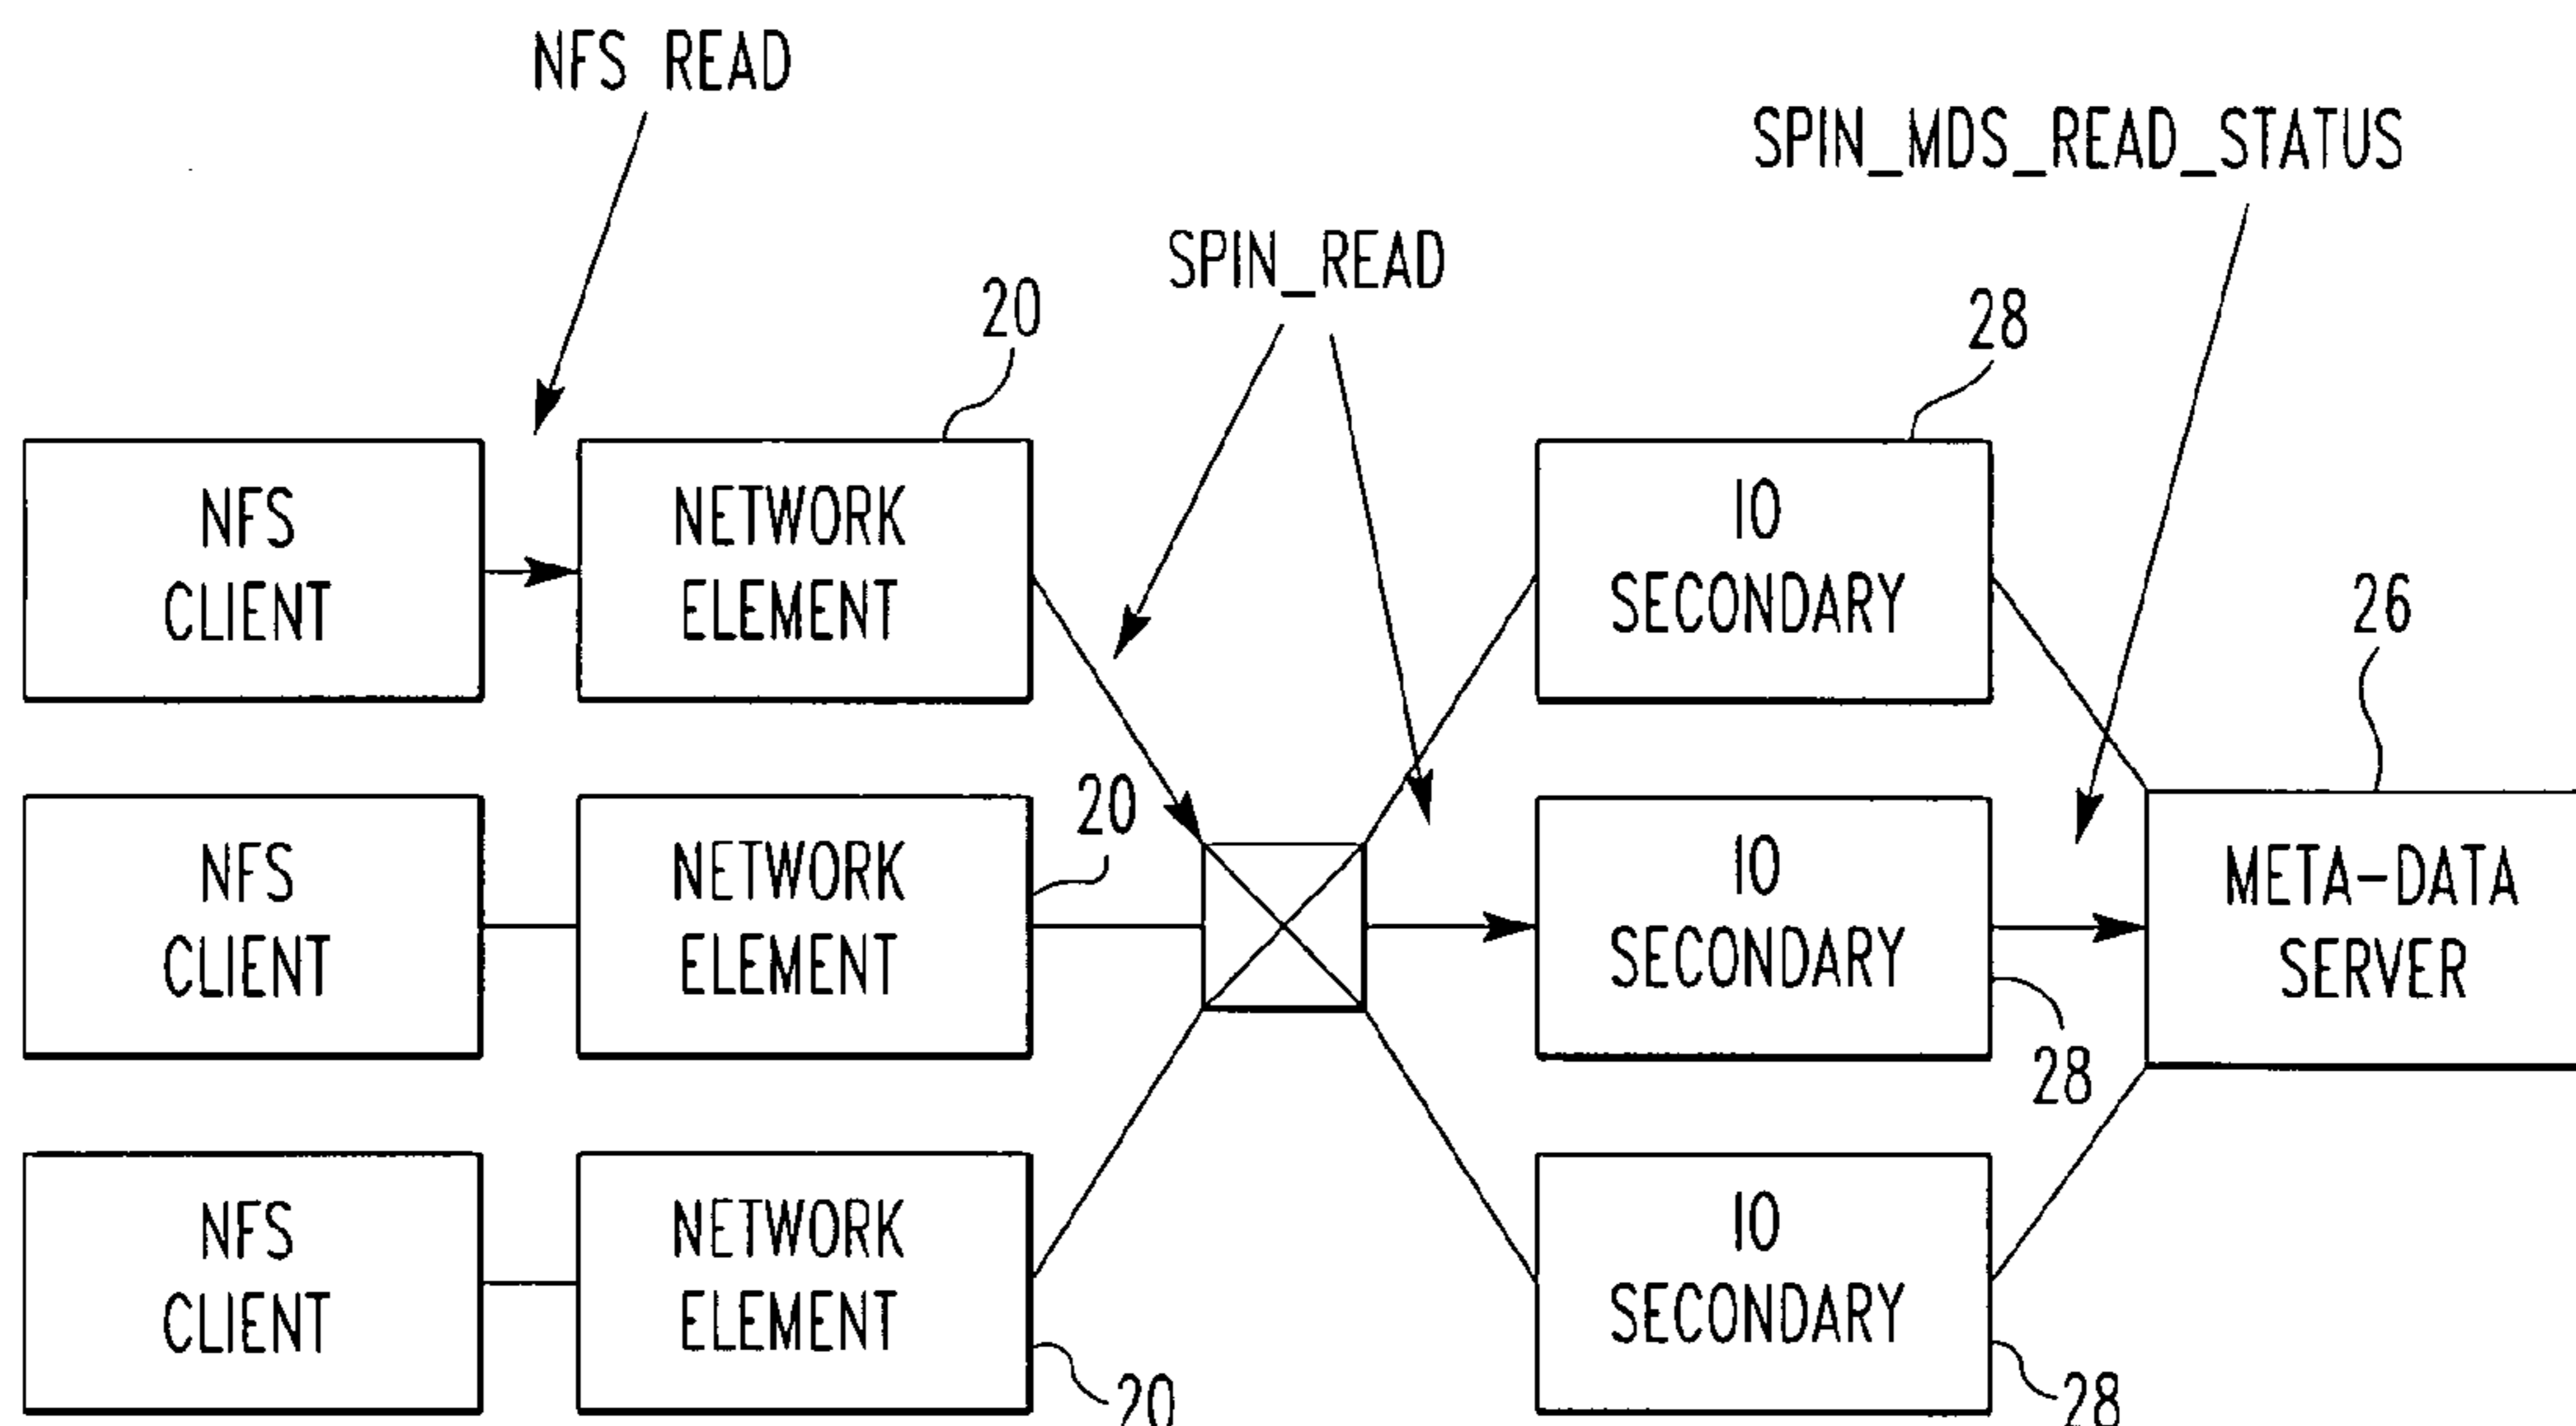 NFS READ
SPIN_MDS_READ_STATUS
SPIN_READ
20
28
NFS
CLIENT
NETWORK
ELEMENT
IO
SECONDARY
26
NFS
CLIENT
NETWORK
ELEMENT
20
IO
SECONDARY
28
META-DATA
SERVER
NFS
CLIENT
NETWORK
ELEMENT
20
IO
SECONDARY
28